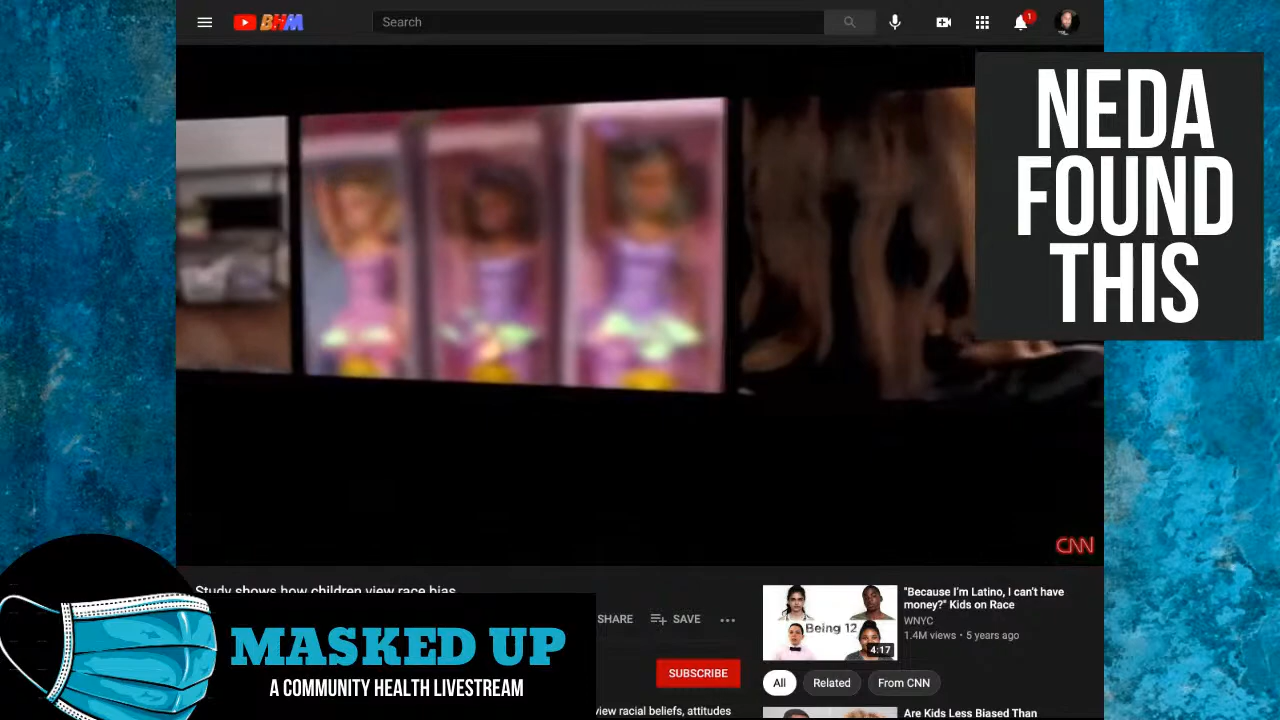 BHM
Search
1
NEDA
FOUND
THIS
CNN
Study shows how children view race bias
SHARE
SAVE
SUBSCRIBE
view racial beliefs, attitudes
"Because I'm Latino, I can't have
money?" Kids on Race
WNYC
1.4M views • 5 years ago
Being 12
4:17
All
Related
From CNN
Are Kids Less Biased Than
MASKED UP
A COMMUNITY HEALTH LIVESTREAM